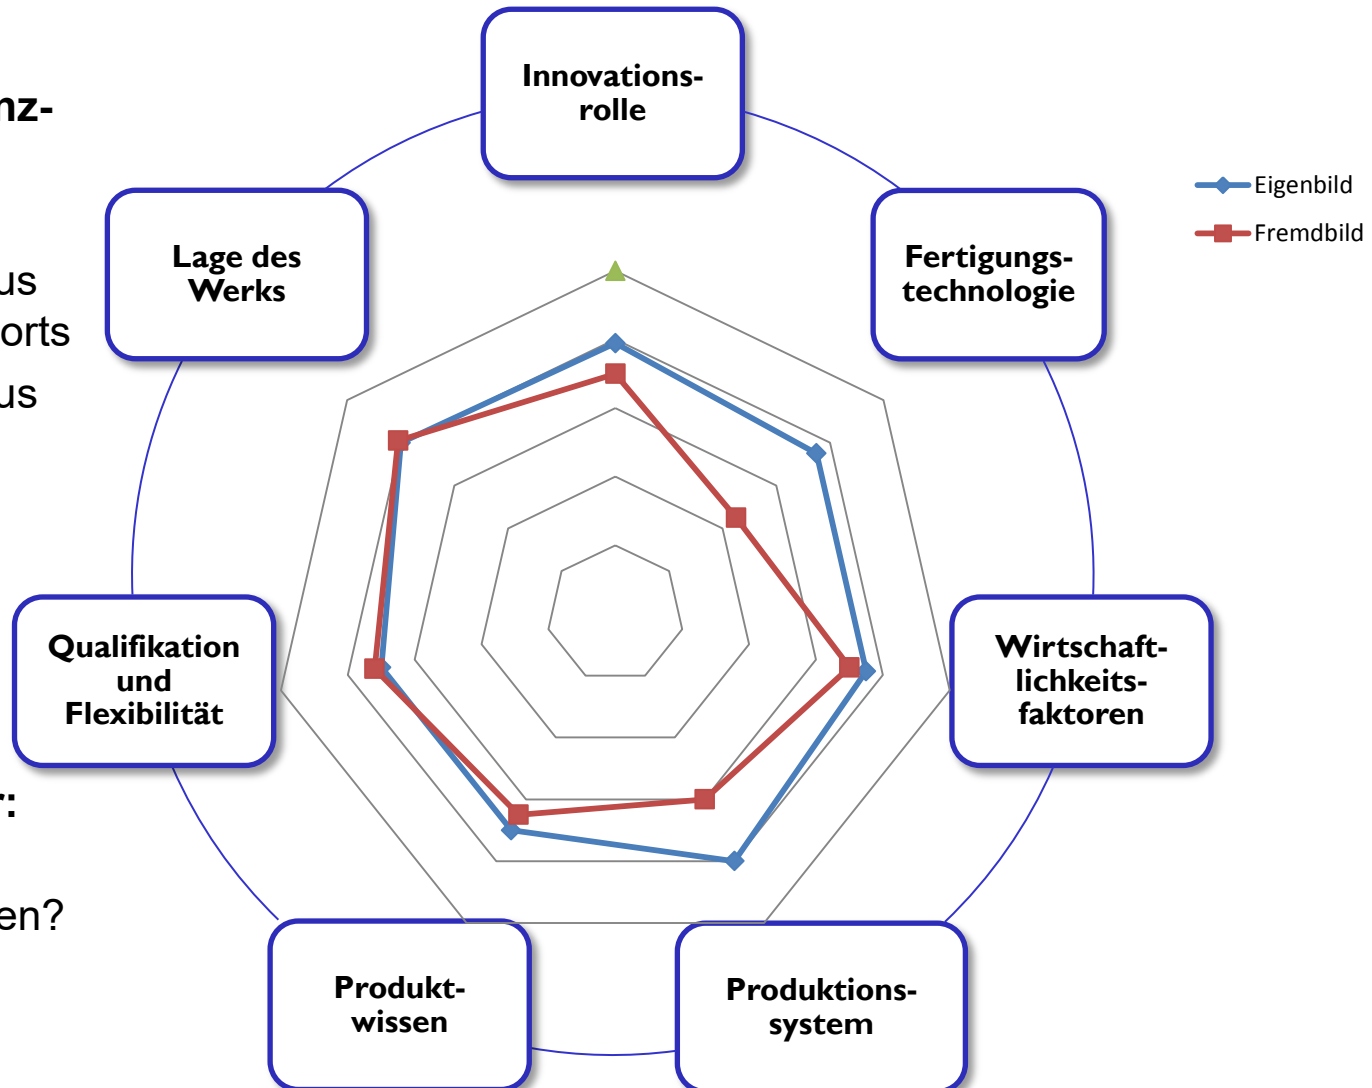 nz-
us
orts
us
r:
en?
Innovations-
rolle
Lage des
Werks
Fertigungs-
technologie
Eigenbild
Fremdbild
Qualifikation
und
Flexibilität
Wirtschaft-
lichkeits-
faktoren
Produkt-
wissen
Produktions-
system